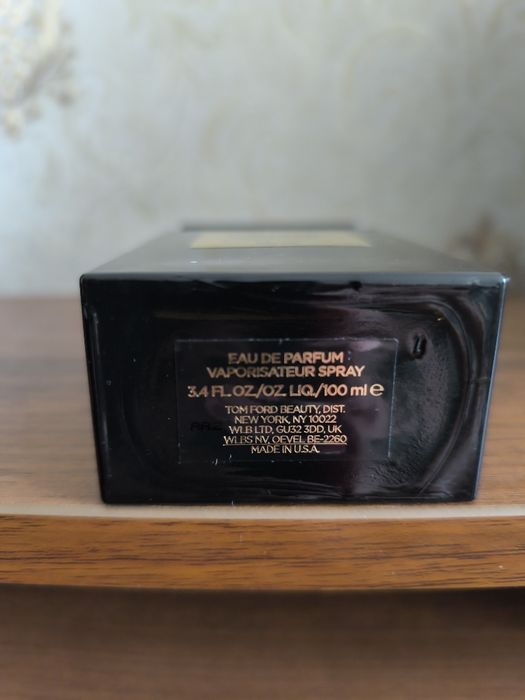 EAU DE PARFUM
VAPORISATEUR SPRAY
3.4 FL. OZ./OZ. LIQ./100 ml ℮
TOM FORD BEAUTY, DIST.
NEW YORK, NY 10022
WLB LTD, GU32 3DD, UK
WLBS NV, OEVEL BE-2260
MADE IN U.S.A.